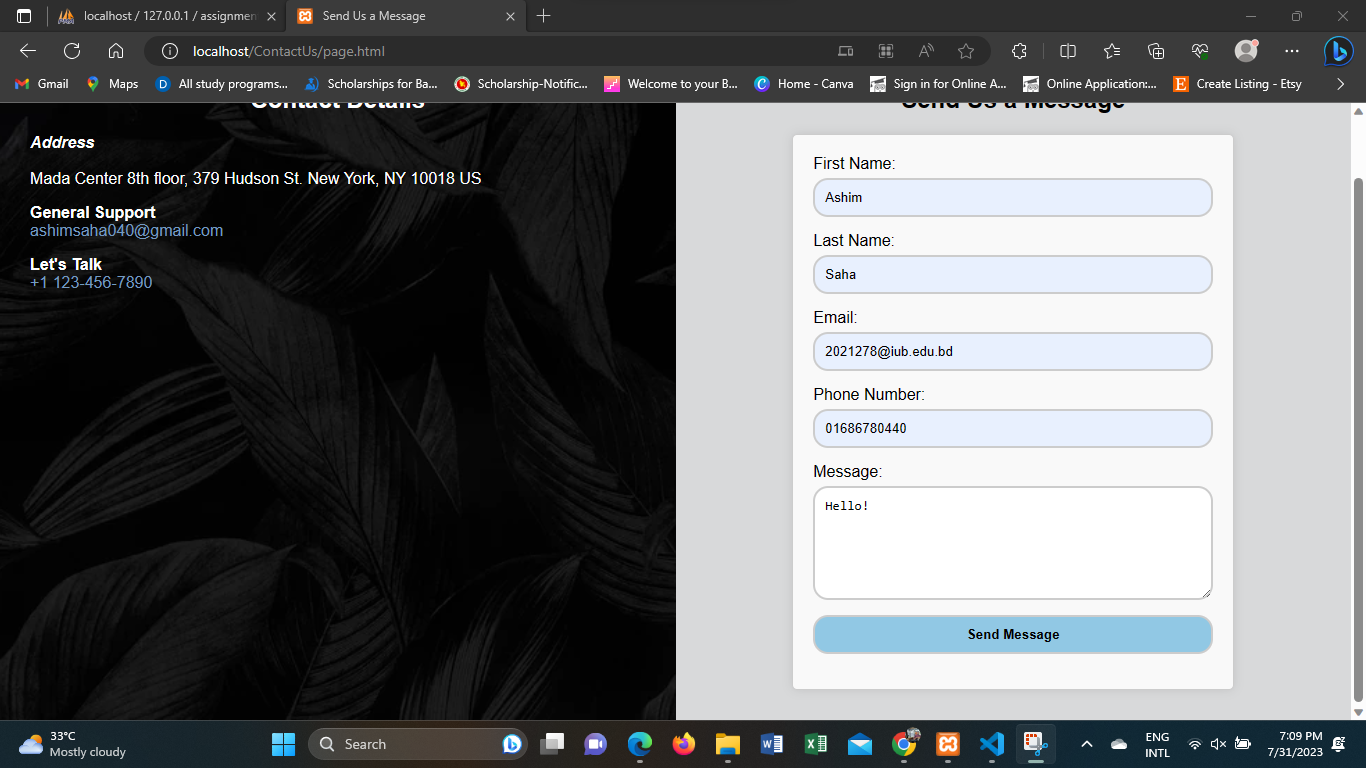 localhost / 127.0.0.1 / assignmen
Send Us a Message
localhost/ContactUs/page.html
Gmail
Maps
All study programs...
Scholarships for Ba...
Scholarship-Notific...
Welcome to your B...
Home - Canva
Sign in for Online A...
Online Application:...
Create Listing - Etsy
Contact Details
Address
Mada Center 8th floor, 379 Hudson St. New York, NY 10018 US
General Support
ashimsaha040@gmail.com
Let's Talk
+1 123-456-7890
Send Us a Message
First Name:
Ashim
Last Name:
Saha
Email:
2021278@iub.edu.bd
Phone Number:
01686780440
Message:
Hello!
Send Message
33°C
Mostly cloudy
Search
ENG
INTL
7:09 PM
7/31/2023